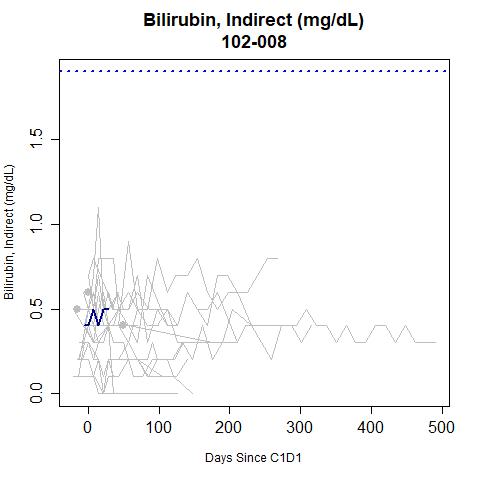 Bilirubin, Indirect (mg/dL)
102-008
Bilirubin, Indirect (mg/dL)
1.5
1.0
0.5
0.0
0 100 200 300 400 500
Days Since C1D1